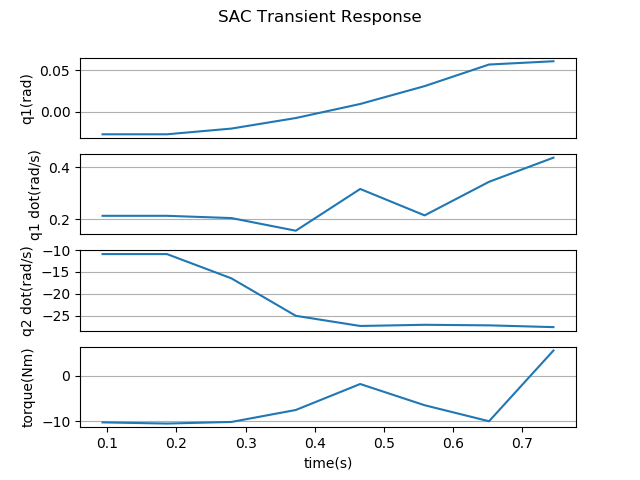 SAC Transient Response
q1(rad)
0.05
0.00
q1 dot(rad/s)
0.4
0.2
q2 dot(rad/s)
−10
−15
−20
−25
torque(Nm)
0
−10
0.1 0.2 0.3 0.4 0.5 0.6 0.7
time(s)